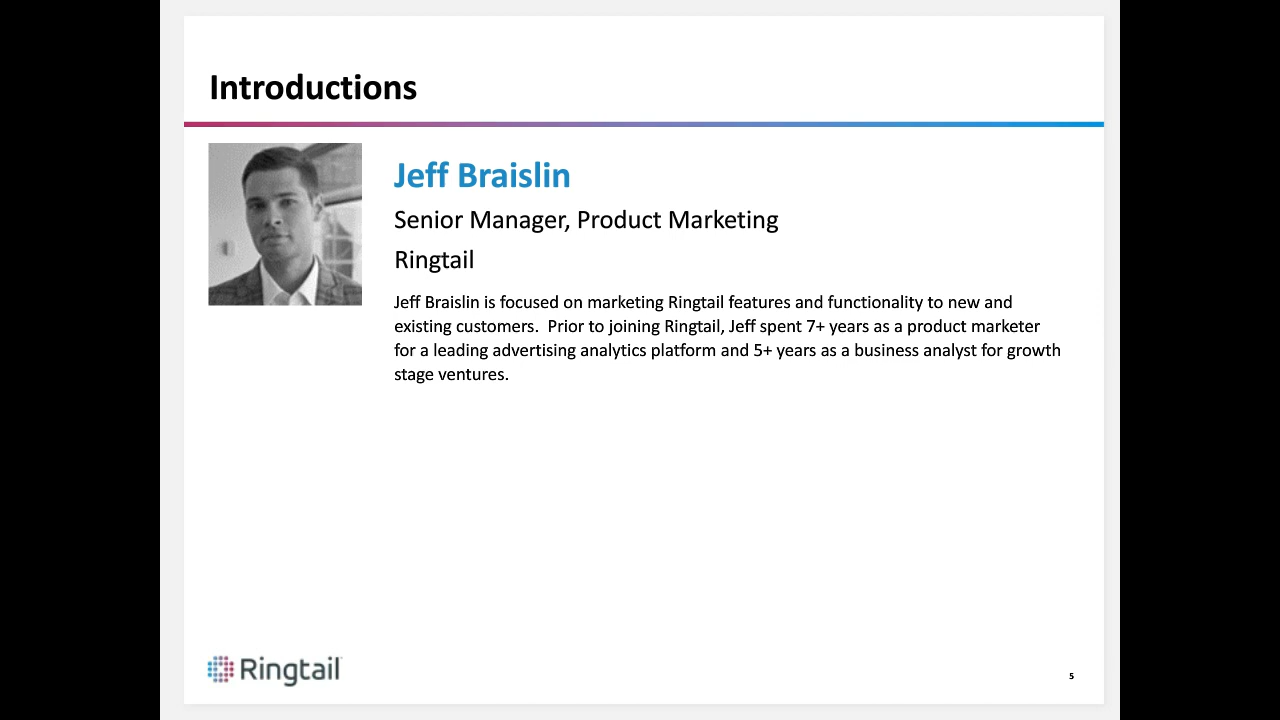 Introductions
Jeff Braislin
Senior Manager, Product Marketing
Ringtail
Jeff Braislin is focused on marketing Ringtail features and functionality to new and
existing customers.  Prior to joining Ringtail, Jeff spent 7+ years as a product marketer
for a leading advertising analytics platform and 5+ years as a business analyst for growth
stage ventures.
Ringtail
5